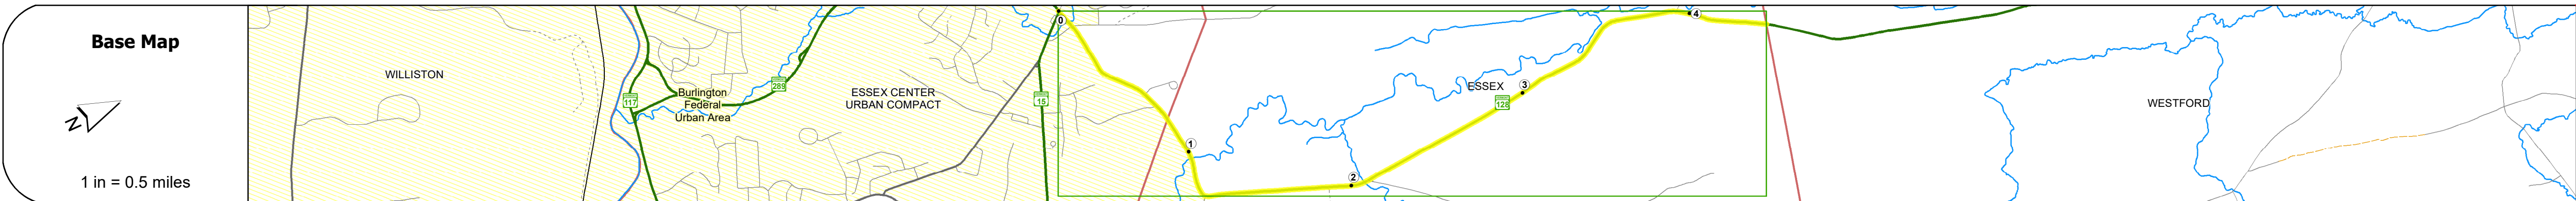 Base Map
N
1 in = 0.5 miles
WILLISTON
117
289
Burlington
Federal
Urban Area
ESSEX CENTER
URBAN COMPACT
15
0
1
2
3
4
ESSEX
128
WESTFORD